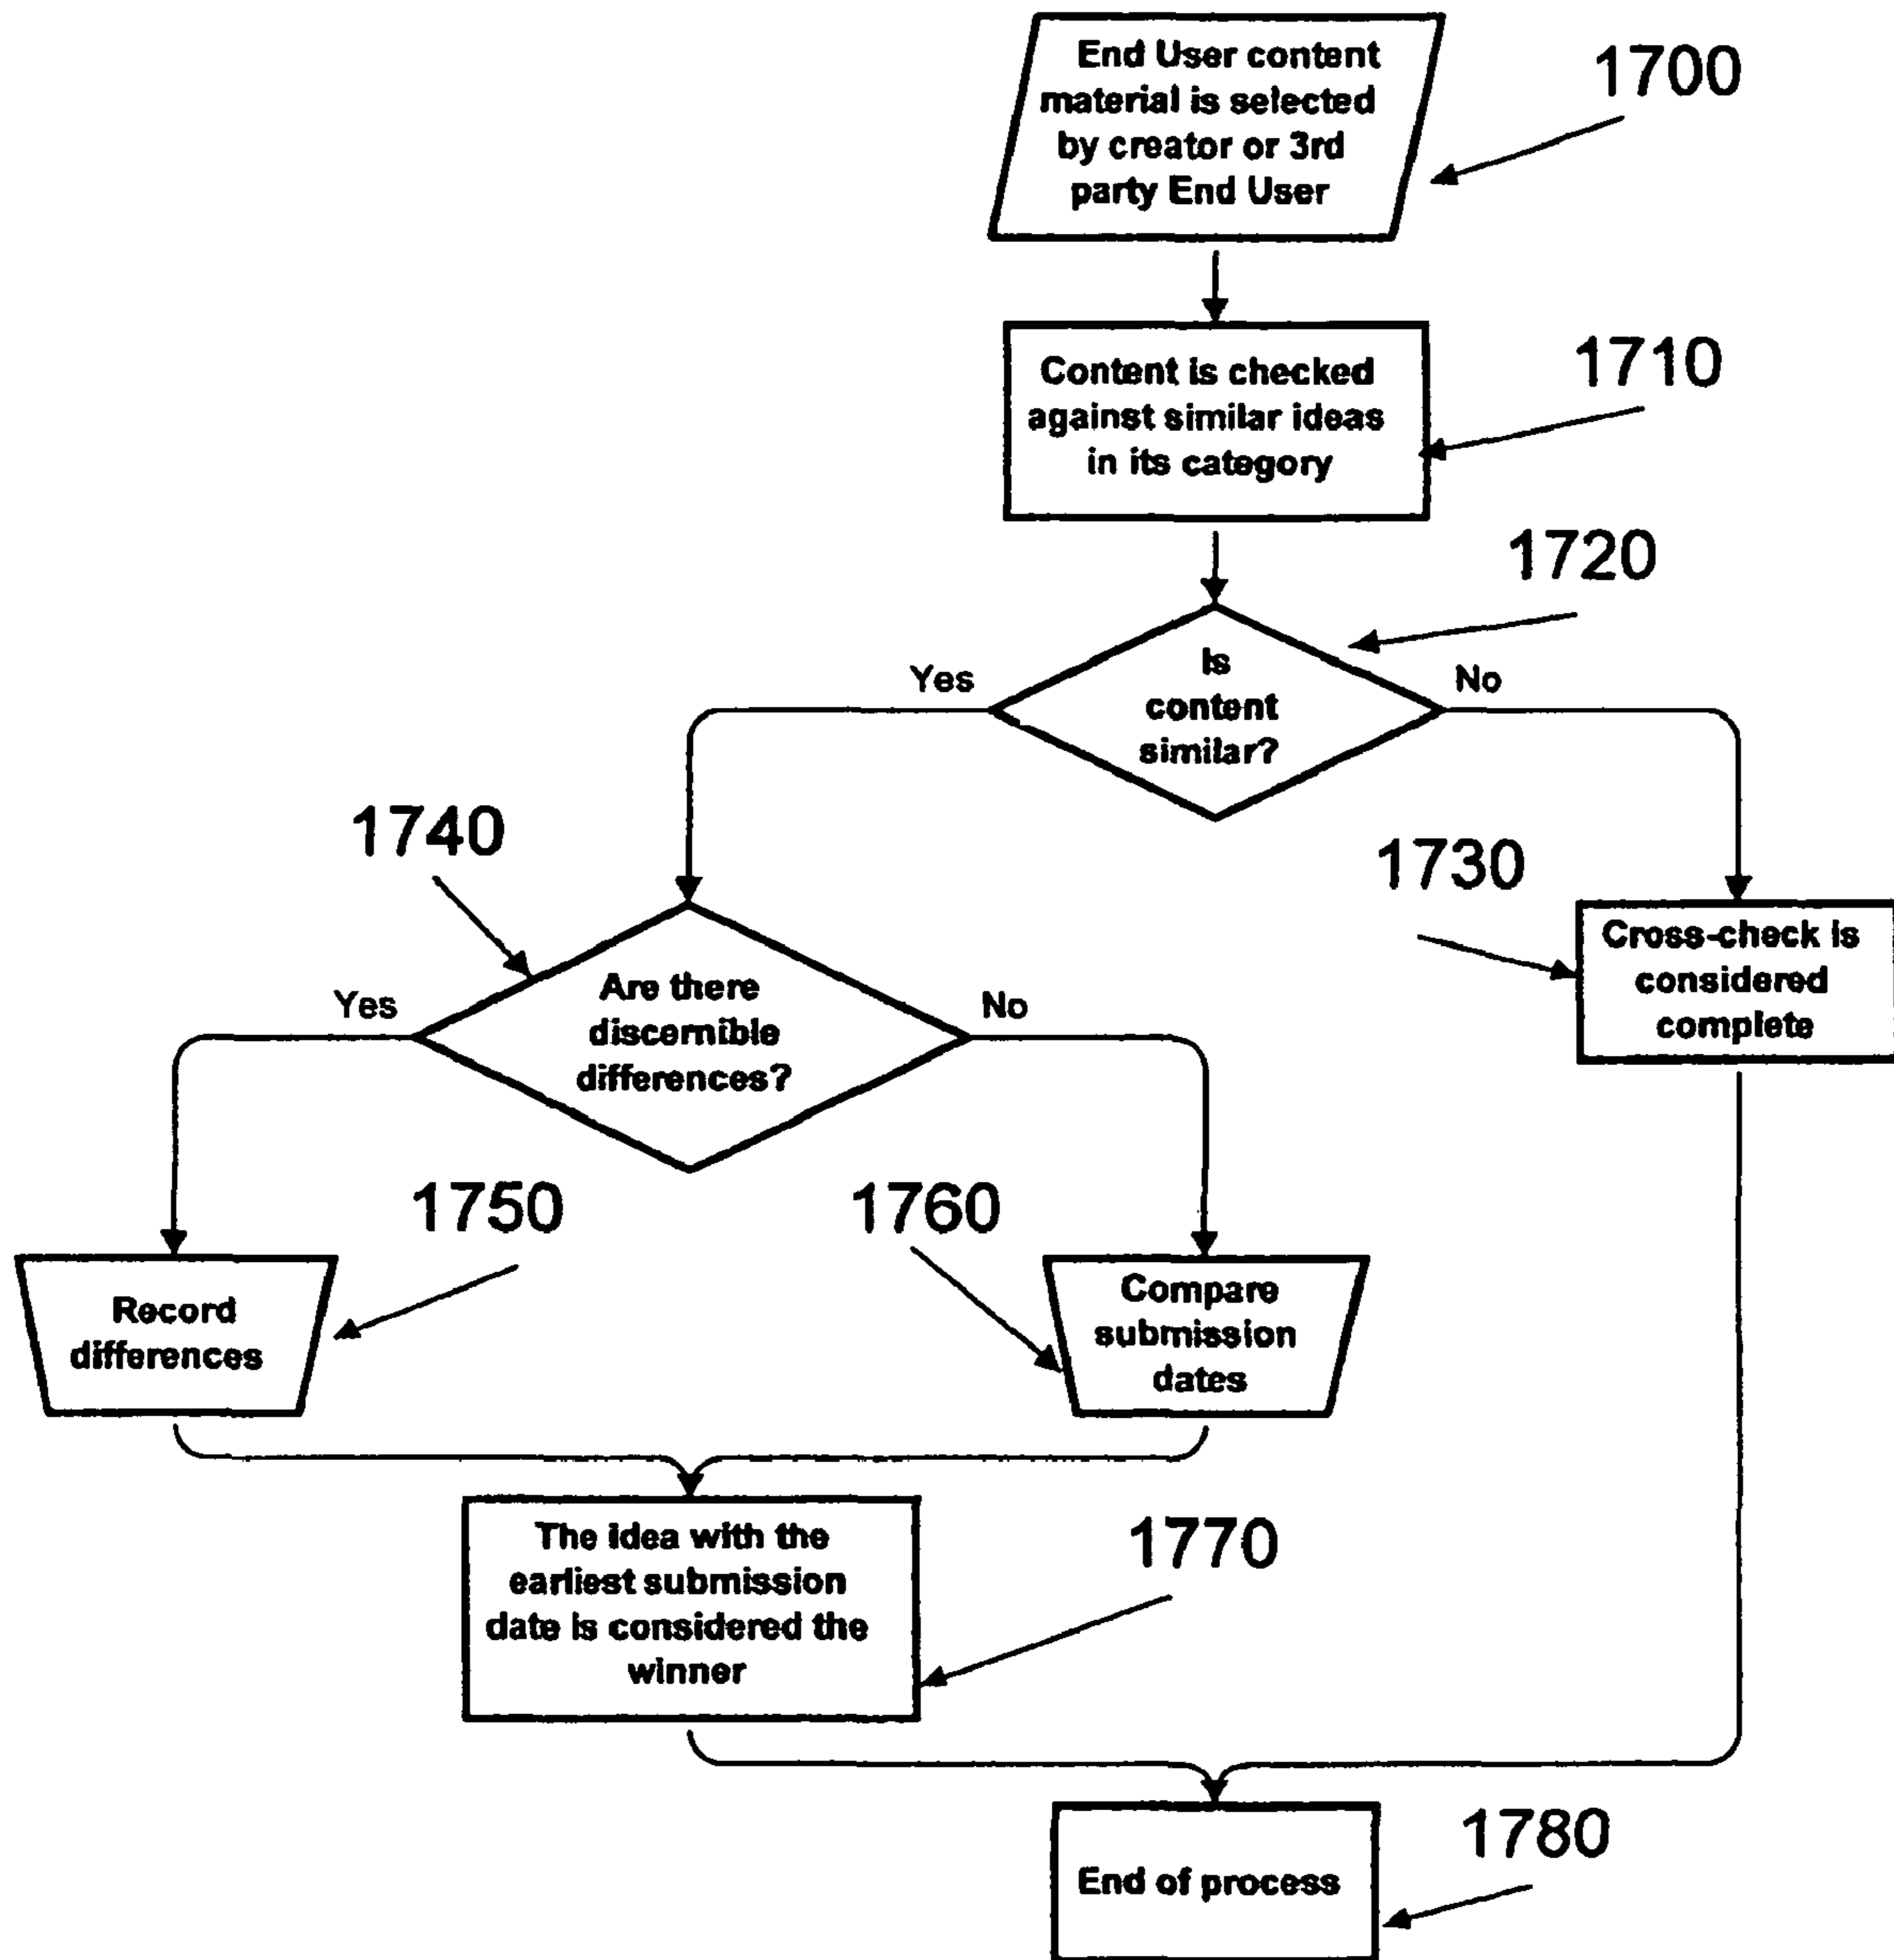 End User content
material is selected
by creator or 3rd
party End User
1700
Content is checked
against similar ideas
in its category
1710
1720
Is
content
similar?
Yes
No
1740
1730
Are there
discernible
differences?
Yes
No
Cross-check is
considered
complete
1750
1760
Record
differences
Compare
submission
dates
The idea with the
earliest submission
date is considered the
winner
1770
End of process
1780